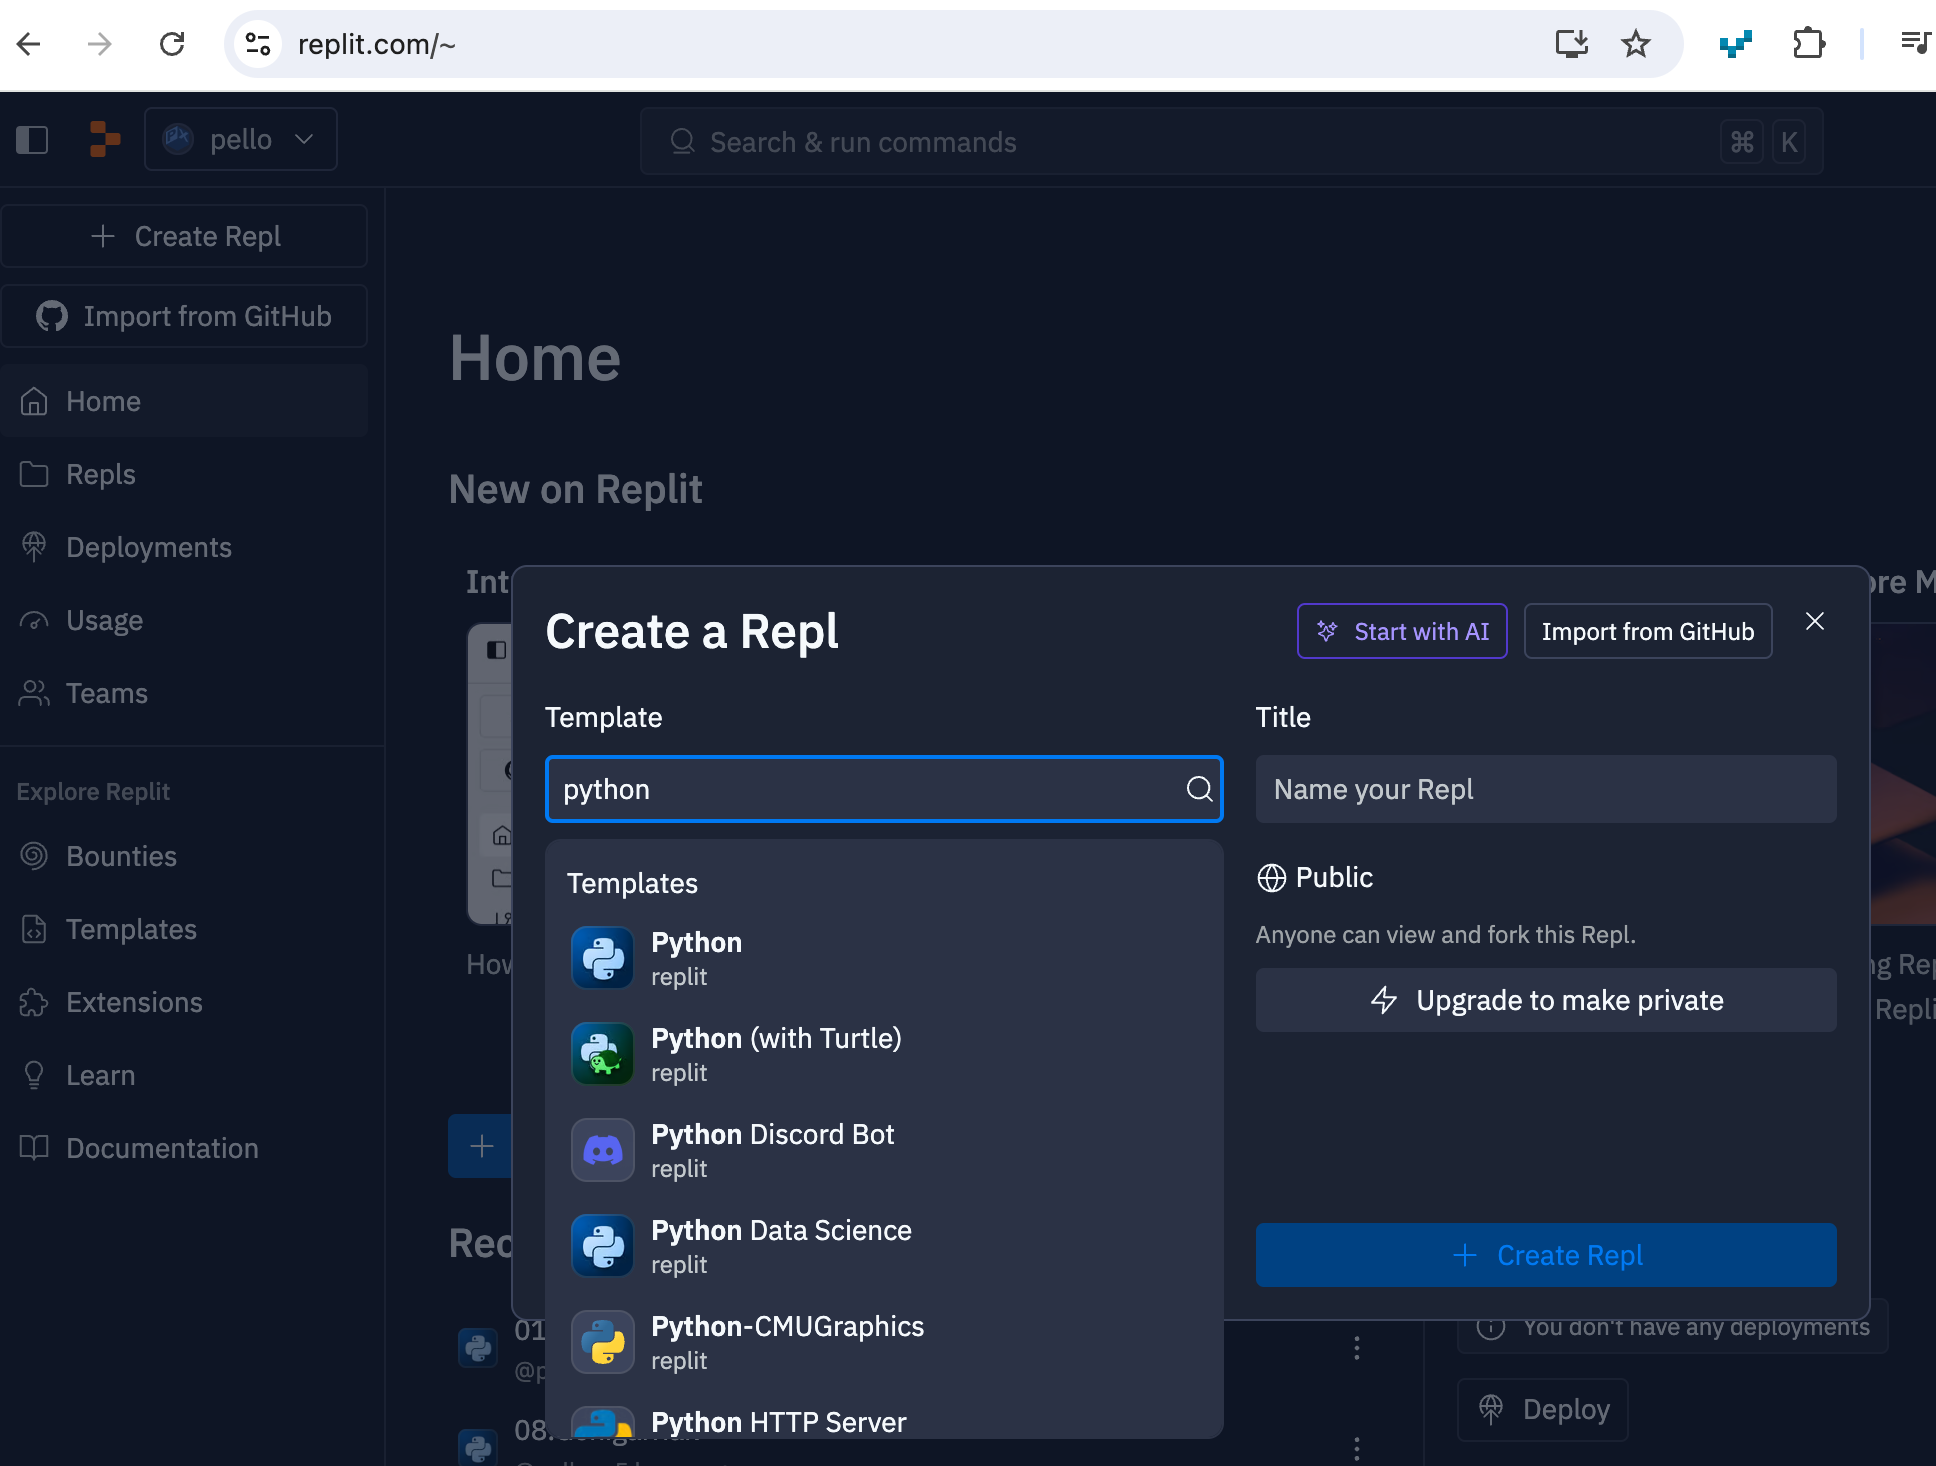 replit.com/~
pello
Search & run commands
⌘ K
Create Repl
Import from GitHub
Home
Repls
Deployments
Usage
Teams
Explore Replit
Bounties
Templates
Extensions
Learn
Documentation
Home
New on Replit
Int
ore M
How
ng Rep
Repli
Create a Repl
Start with AI
Import from GitHub
Template
python
Templates
Python
replit
Python (with Turtle)
replit
Python Discord Bot
replit
Python Data Science
replit
Python-CMUGraphics
replit
Python HTTP Server
Title
Name your Repl
Public
Anyone can view and fork this Repl.
Upgrade to make private
Create Repl
Rec
01
@p
08.
You don't have any deployments
Deploy